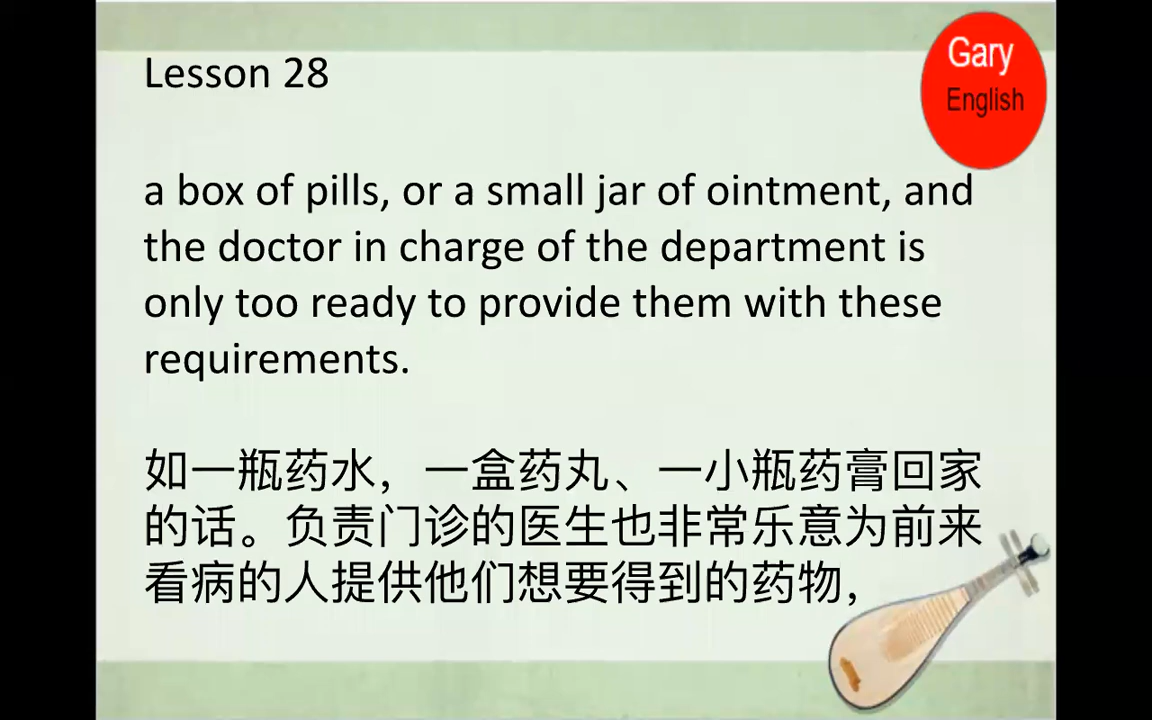 Lesson 28
Gary
English
a box of pills, or a small jar of ointment, and
the doctor in charge of the department is
only too ready to provide them with these
requirements.
如一瓶药水，一盒药丸、一小瓶药膏回家
的话。负责门诊的医生也非常乐意为前来
看病的人提供他们想要得到的药物，